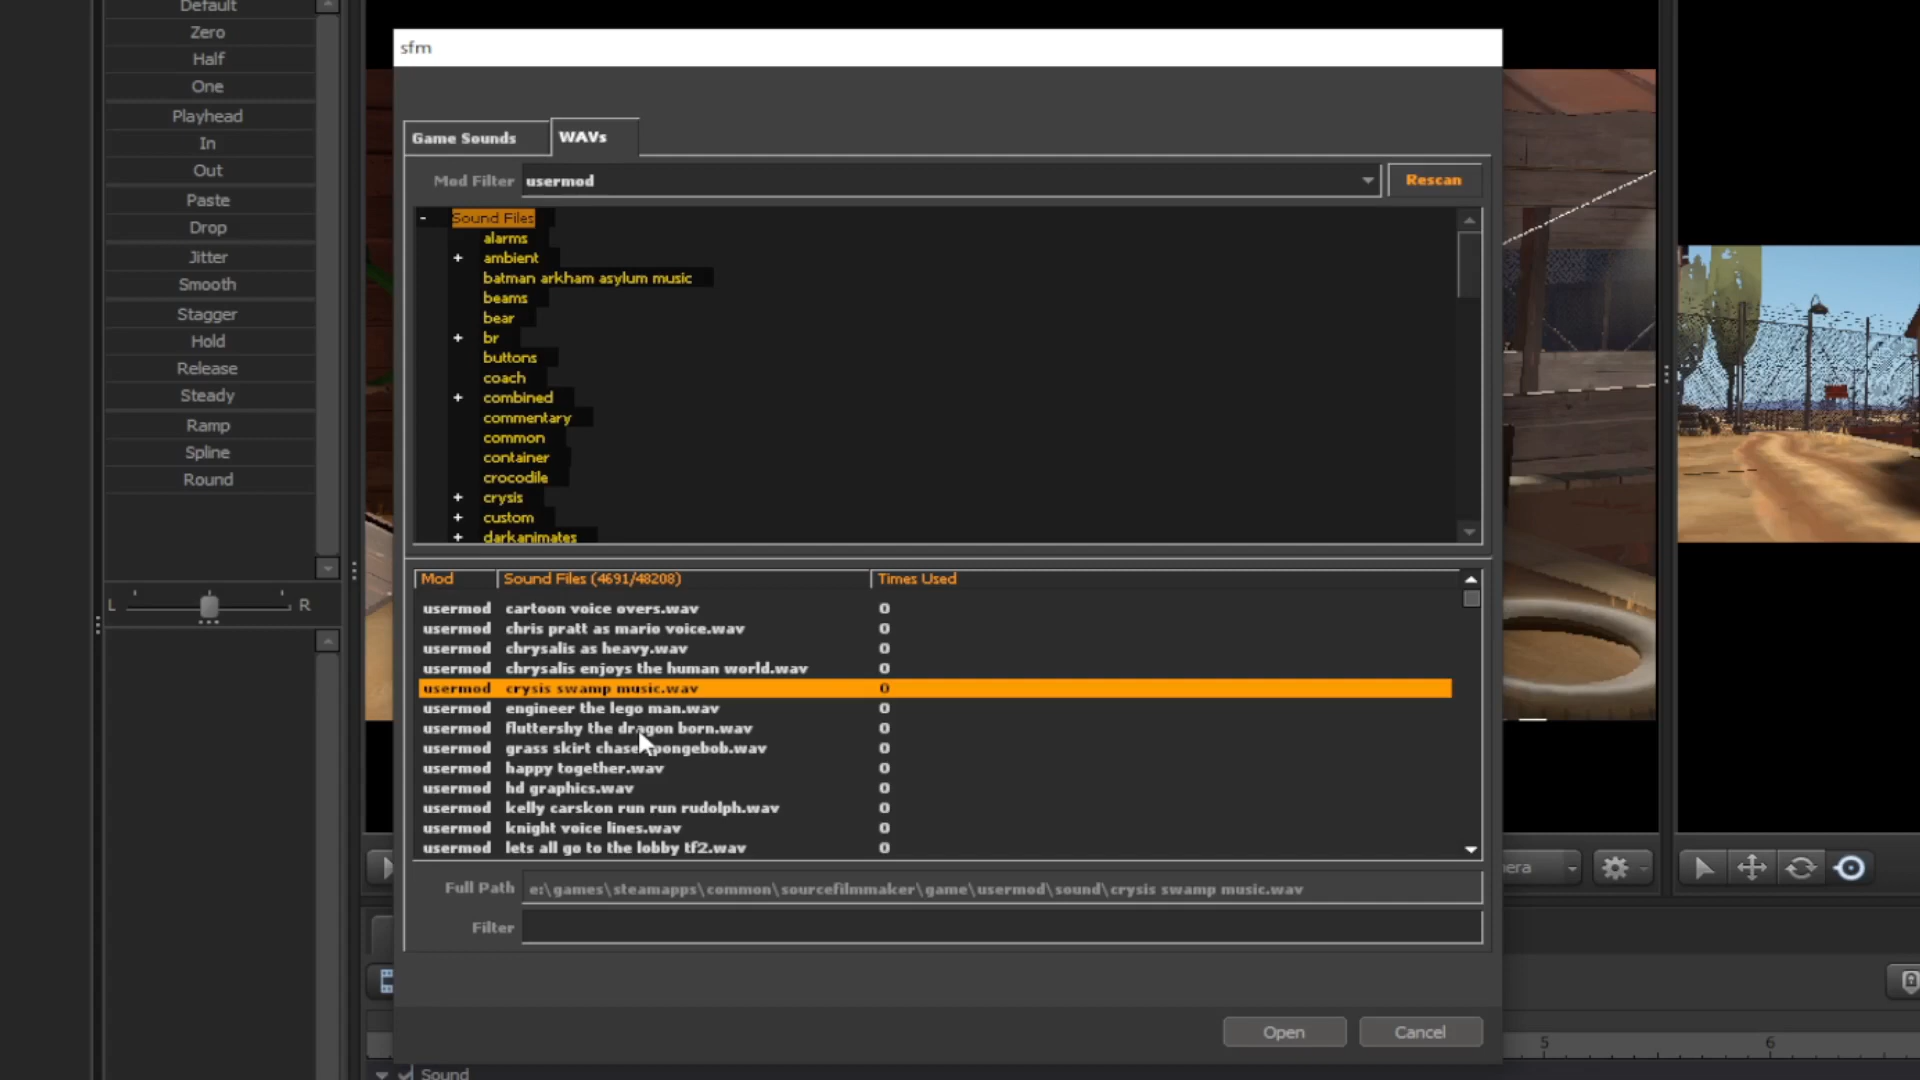 Default
Zero
Half
One
Playhead
In
Out
Paste
Drop
Jitter
Smooth
Stagger
Hold
Release
Steady
Ramp
Spline
Round
L R
sfm
Game Sounds WAVs
Mod Filter usermod Rescan
- Sound Files
alarms
+ ambient
batman arkham asylum music
beams
bear
+ br
buttons
coach
+ combined
commentary
common
container
crocodile
+ crysis
+ custom
+ darkanimates
Mod Sound Files (4691/48208) Times Used
usermod cartoon voice overs.wav 0
usermod chris pratt as mario voice.wav 0
usermod chrysalis as heavy.wav 0
usermod chrysalis enjoys the human world.wav 0
usermod crysis swamp music.wav 0
usermod engineer the lego man.wav 0
usermod fluttershy the dragon born.wav 0
usermod grass skirt chase pongebob.wav 0
usermod happy together.wav 0
usermod hd graphics.wav 0
usermod kelly carskon run run rudolph.wav 0
usermod knight voice lines.wav 0
usermod lets all go to the lobby tf2.wav 0
Full Path e:\games\steamapps\common\sourcefilmmaker\game\usermod\sound\crysis swamp music.wav
Filter
Open Cancel
era
5 6
Sound